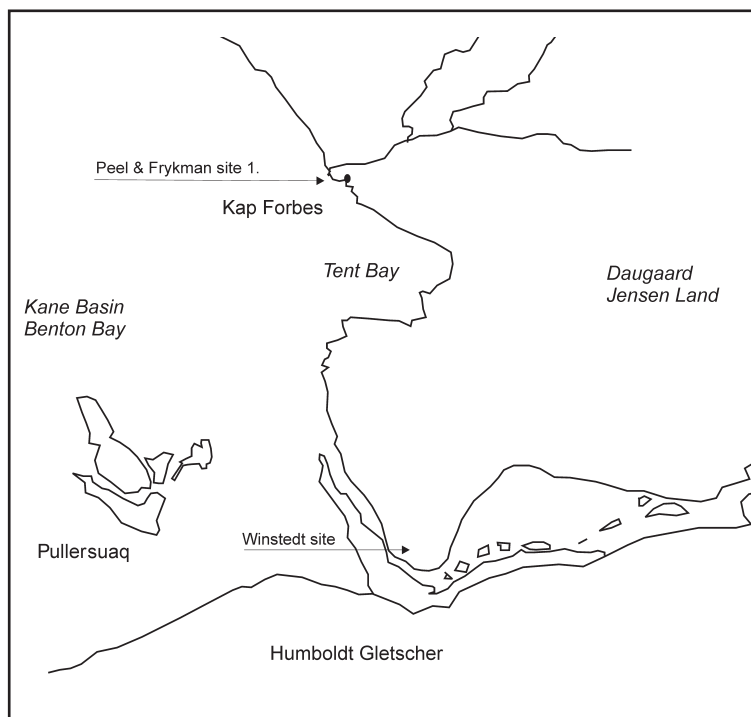 Peel & Frykman site 1.
Kap Forbes
Tent Bay
Daugaard
Jensen Land
Kane Basin
Benton Bay
Winstedt site
Pullersuaq
Humboldt Gletscher